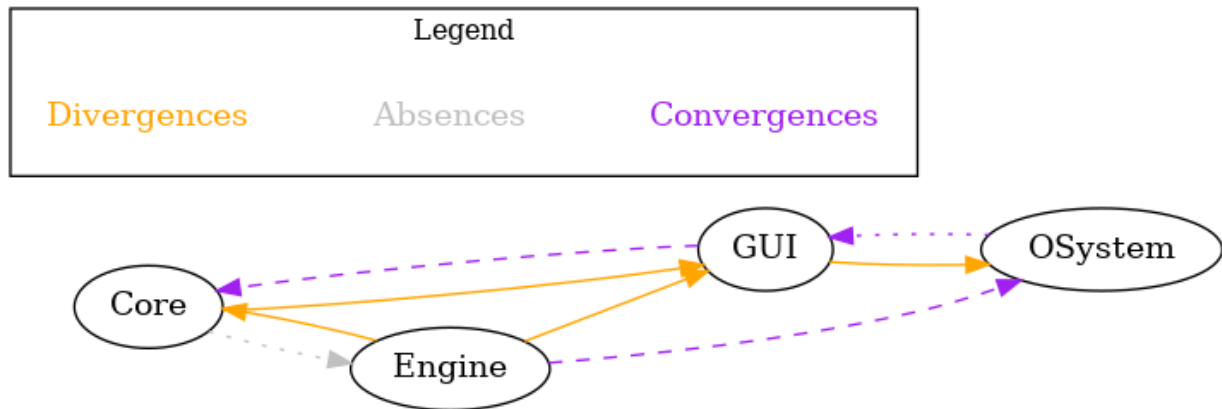 Legend
Divergences Absences Convergences
GUI OSystem
Core
Engine